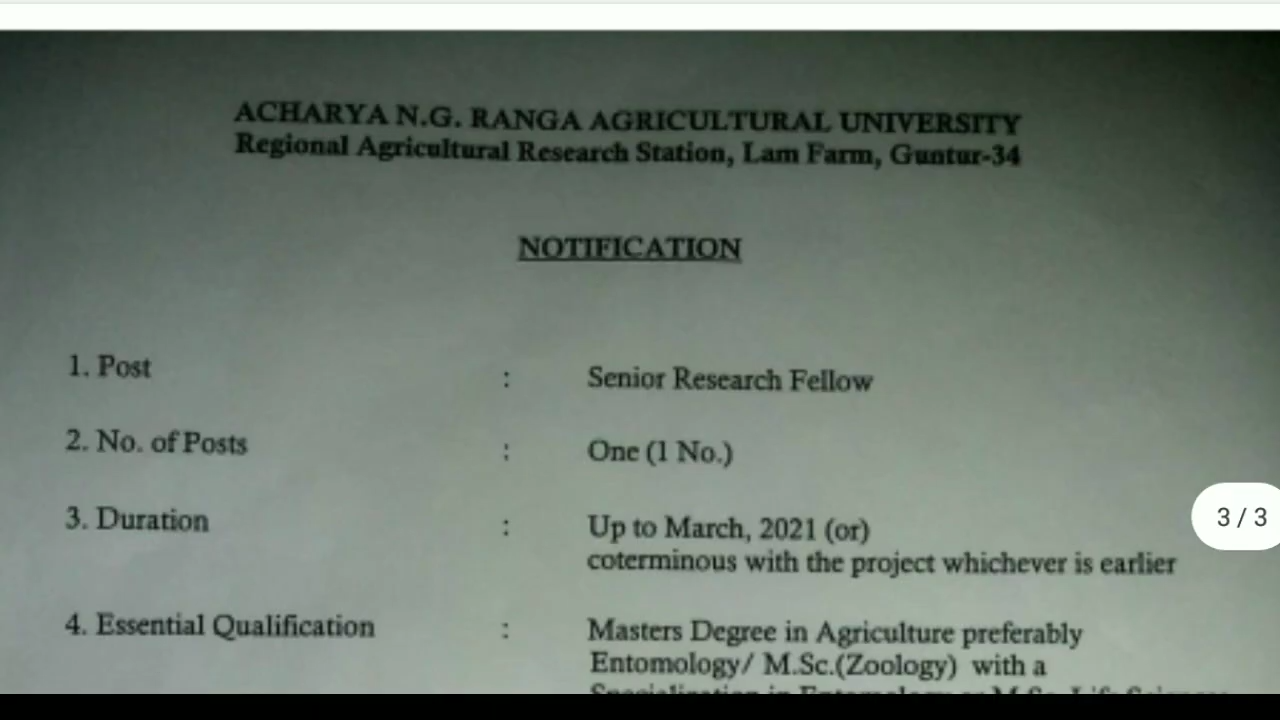 ACHARYA N.G. RANGA AGRICULTURAL UNIVERSITY
Regional Agricultural Research Station, Lam Farm, Guntur-34
NOTIFICATION
1. Post : Senior Research Fellow
2. No. of Posts : One (1 No.)
3. Duration : Up to March, 2021 (or)
coterminous with the project whichever is earlier
3 / 3
4. Essential Qualification : Masters Degree in Agriculture preferably
Entomology/ M.Sc.(Zoology) with a